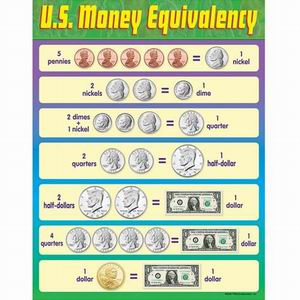 U.S. Money Equivalency
5 pennies = 1 nickel
2 nickels = 1 dime
2 dimes + 1 nickel = 1 quarter
2 quarters = 1 half-dollar
2 half-dollars = 1 dollar
4 quarters = 1 dollar
1 dollar = 1 dollar